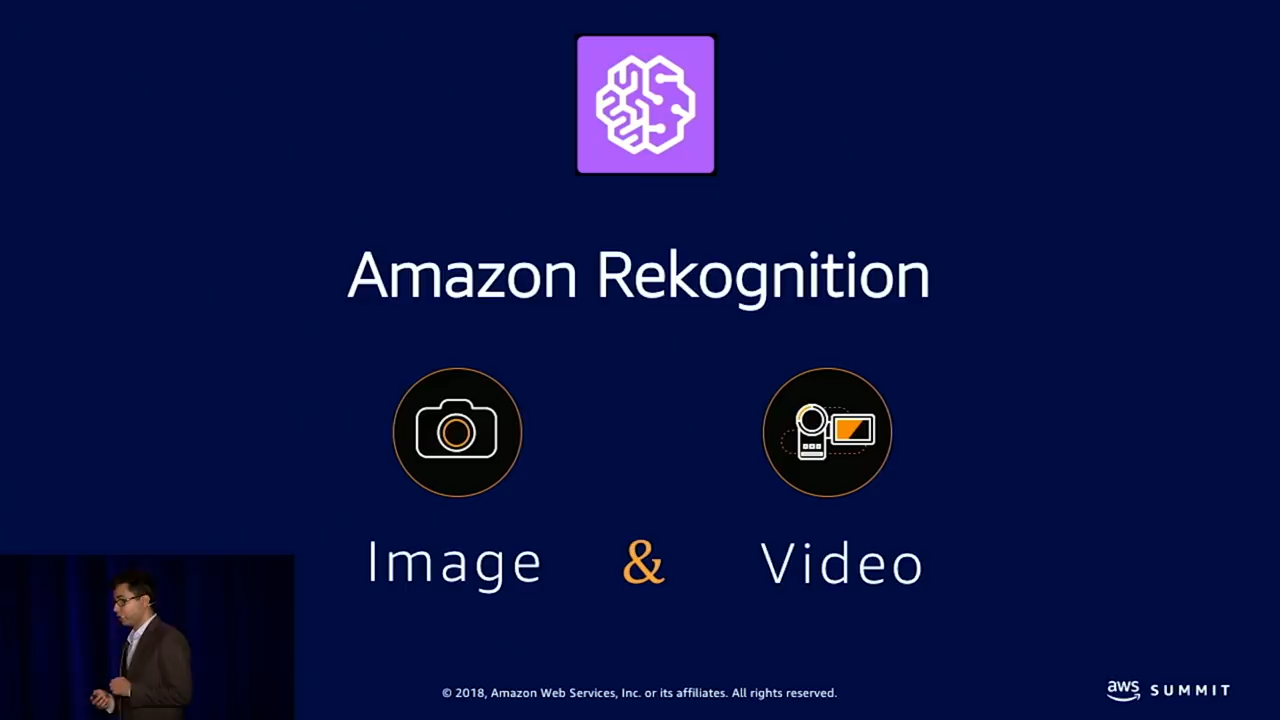 Amazon Rekognition
Image & Video
© 2018, Amazon Web Services, Inc. or its affiliates. All rights reserved.
aws SUMMIT